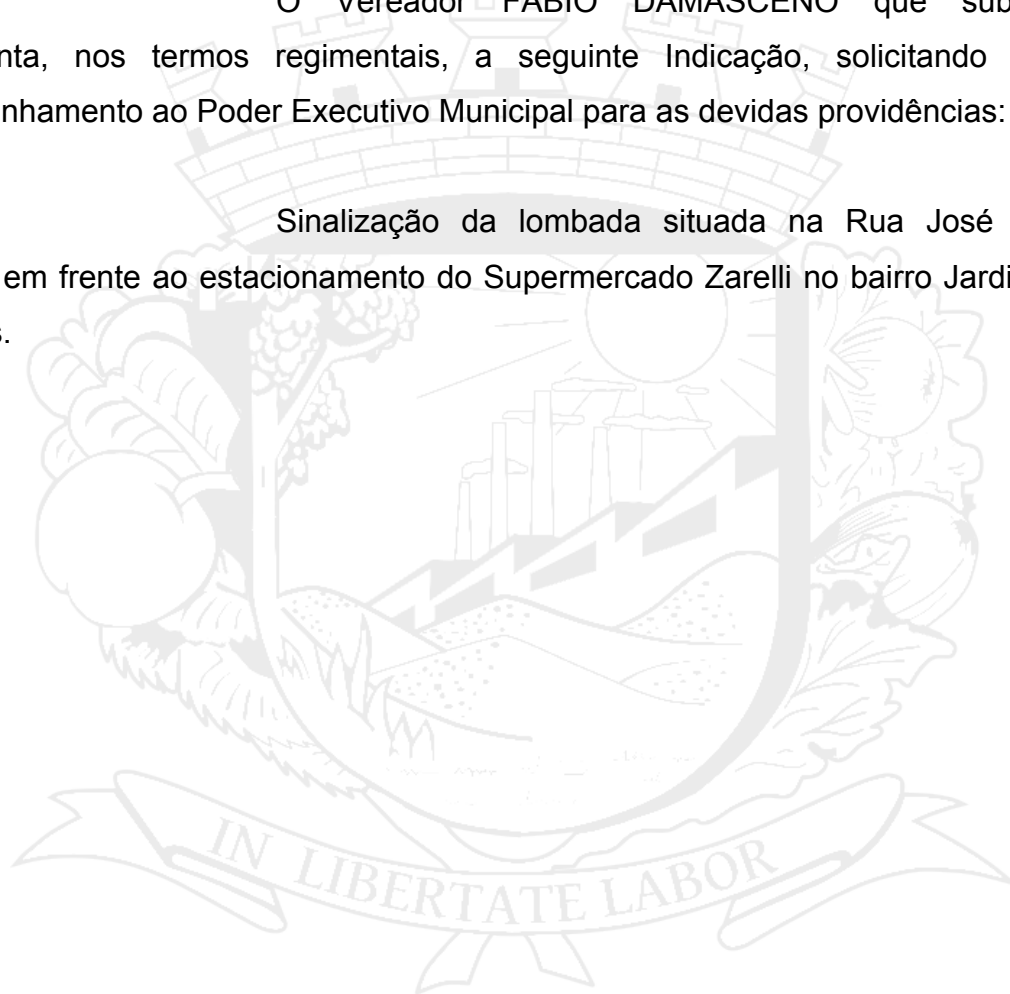 O Vereador FABIO DAMASCENO que sub
nta, nos termos regimentais, a seguinte Indicação, solicitando
nhamento ao Poder Executivo Municipal para as devidas providências:
Sinalização da lombada situada na Rua José
em frente ao estacionamento do Supermercado Zarelli no bairro Jardi
s.
IN LIBERTATE LABOR